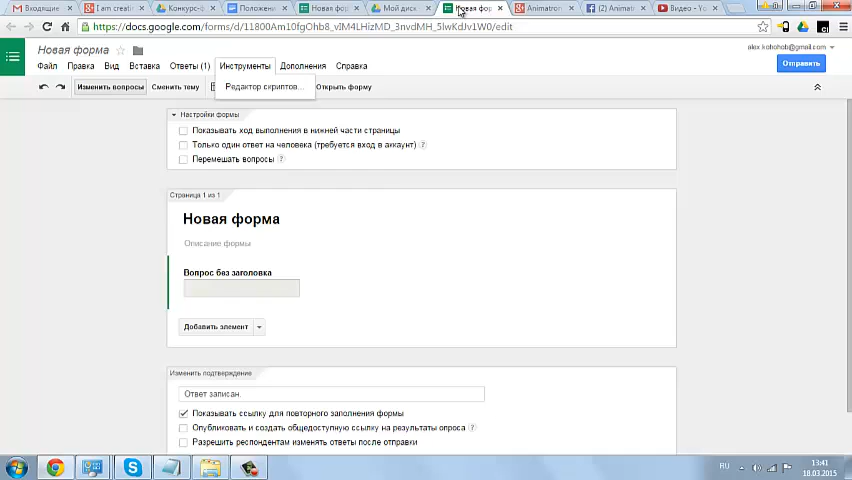 Входящие
I am creati
Конкурс-ф
Положени
Новая фор
Мой диск
Новая фор
Animatron
(2) Animat
Видео - Yo
https://docs.google.com/forms/d/11800Am10fgOhb8_vIM4LHizMD_3nvdMH_5lwKdJv1W0/edit
Новая форма
alex kohohob@gmail.com
Файл Правка Вид Вставка Ответы (1) Инструменты Дополнения Справка
Отправить
Изменить вопросы Сменить тему Редактор скриптов... Открыть форму
Настройки формы
Показывать ход выполнения в нижней части страницы
Только один ответ на человека (требуется вход в аккаунт) ?
Перемешать вопросы ?
Страница 1 из 1
Новая форма
Описание формы
Вопрос без заголовка
Добавить элемент
Изменить подтверждение
Ответ записан.
Показывать ссылку для повторного заполнения формы
Опубликовать и создать общедоступную ссылку на результаты опроса ?
Разрешить респондентам изменять ответы после отправки
RU
13:41
18.03.2015